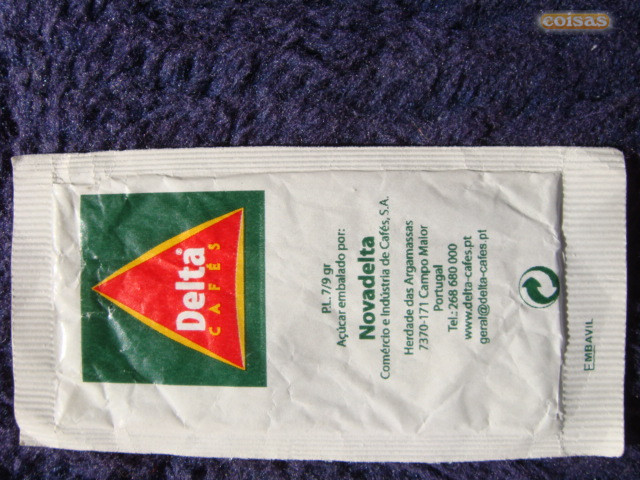 coisas
Delta®
CAFÉS
P.L. 7/9 gr
Açúcar embalado por:
Novadelta
Comércio e Indústria de Cafés, S.A.
Herdade das Argamassas
7370-171 Campo Maior
Portugal
Tel.: 268 680 000
www.delta-cafes.pt
geral@delta-cafes.pt
EMBAVIL